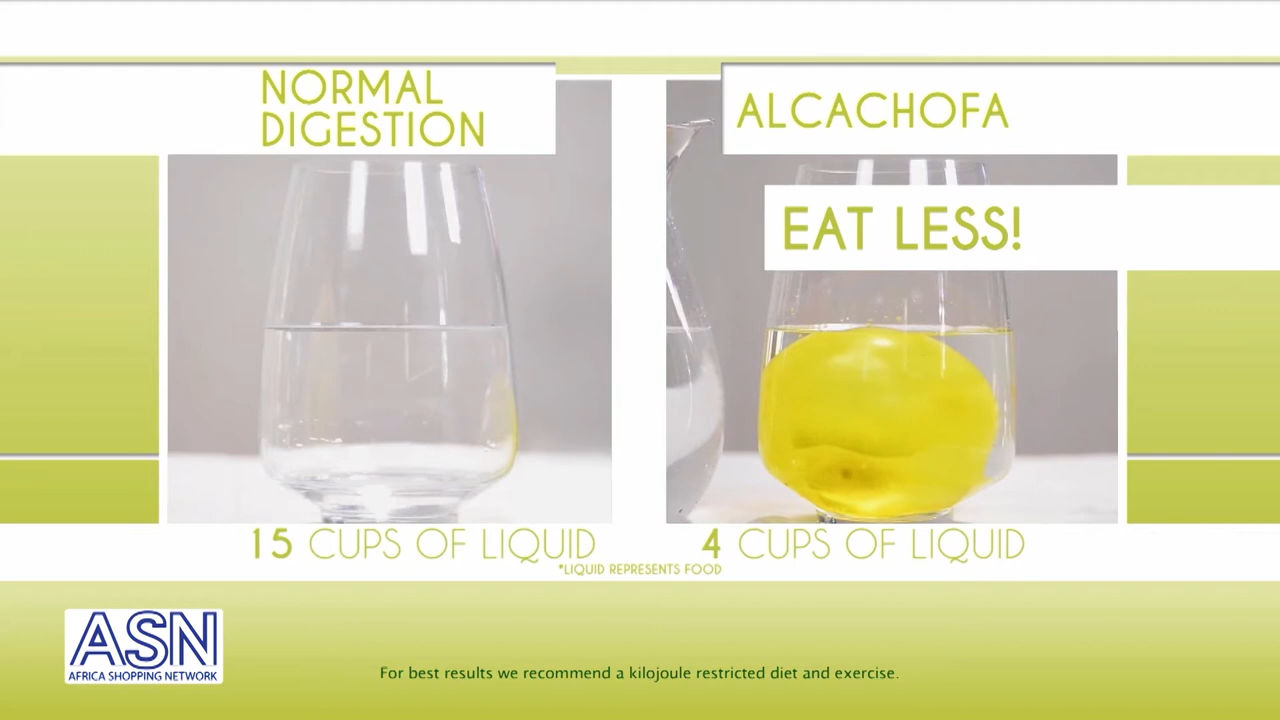 NORMAL
DIGESTION
ALCACHOFA
EAT LESS!
15 CUPS OF LIQUID
4 CUPS OF LIQUID
*LIQUID REPRESENTS FOOD
ASN
AFRICA SHOPPING NETWORK
For best results we recommend a kilojoule restricted diet and exercise.